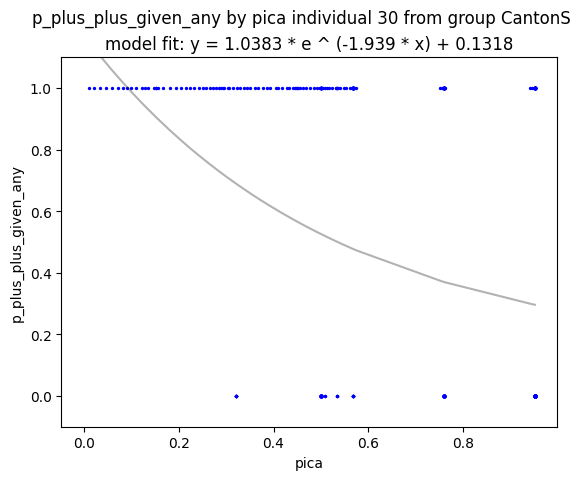 p_plus_plus_given_any by pica individual 30 from group CantonS
model fit: y = 1.0383 * e ^ (-1.939 * x) + 0.1318
1.0
0.8
0.6
0.4
0.2
0.0
p_plus_plus_given_any
0.0 0.2 0.4 0.6 0.8
pica